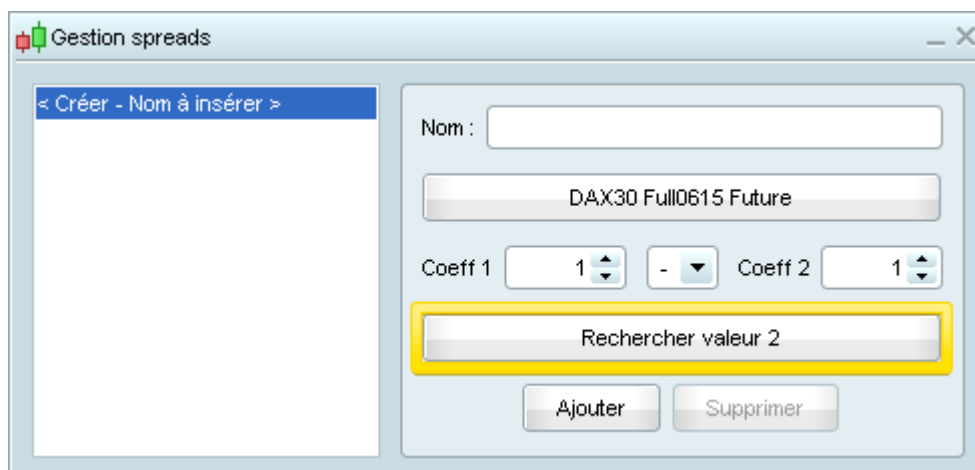 Gestion spreads
< Créer - Nom à insérer >
Nom :
DAX30 Full0615 Future
Coeff 1 1 - Coeff 2 1
Rechercher valeur 2
Ajouter Supprimer